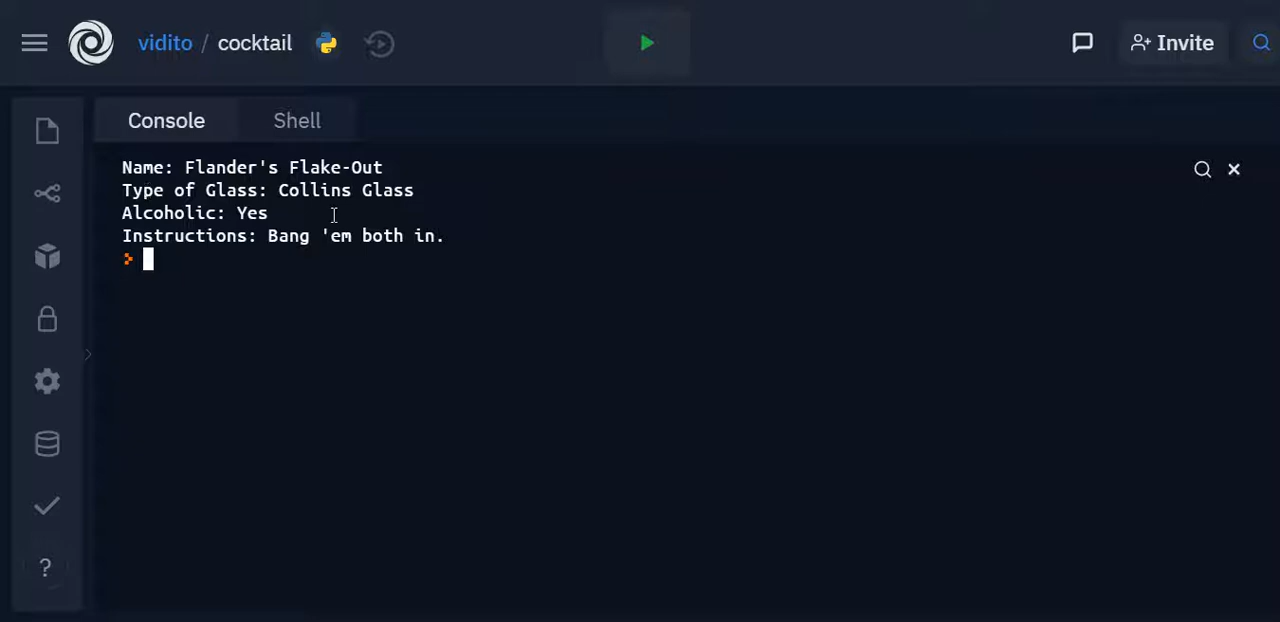 vidito / cocktail
Invite
Console
Shell
Name: Flander's Flake-Out
Type of Glass: Collins Glass
Alcoholic: Yes
Instructions: Bang 'em both in.
?